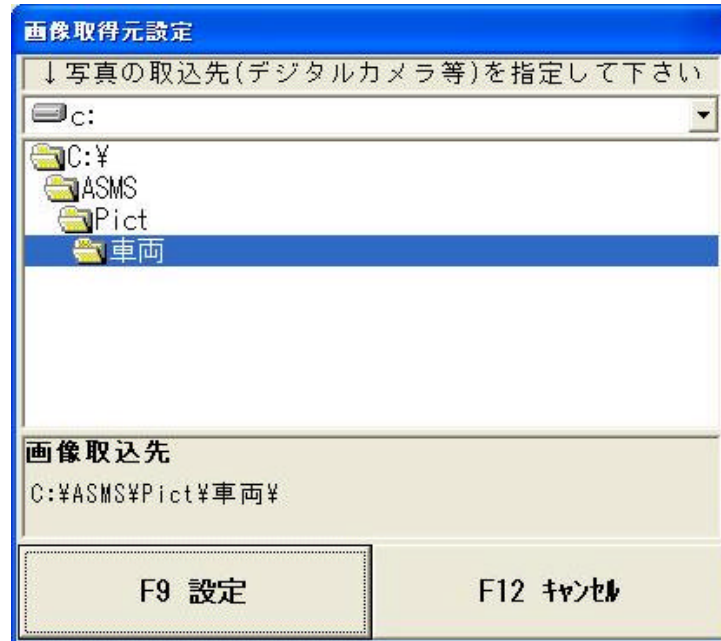 画像取得元設定
↓写真の取込先(デジタルカメラ等)を指定して下さい
c:
C:¥
ASMS
Pict
車両
画像取込先
C:¥ASMS¥Pict¥車両¥
F9 設定
F12 ｷｬﾝｾﾙ